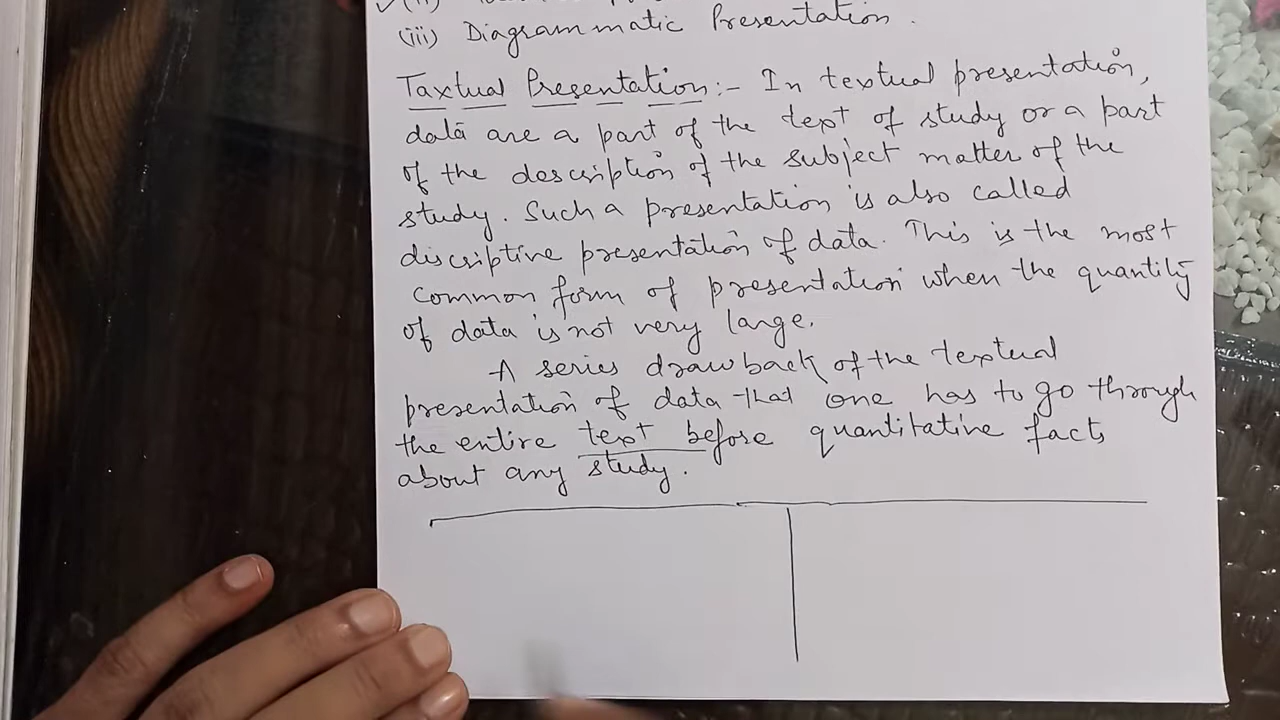 (iii) Diagrammatic Presentation.
Taxtual Presentation:- In textual presentation,
data are a part of the text of study or a part
of the description of the subject matter of the
study. Such a presentation is also called
discriptive presentation of data. This is the most
common form of presentation when the quantity
of data is not very large.
A series drawback of the textual
presentation of data that one has to go through
the entire text before quantitative facts
about any study.